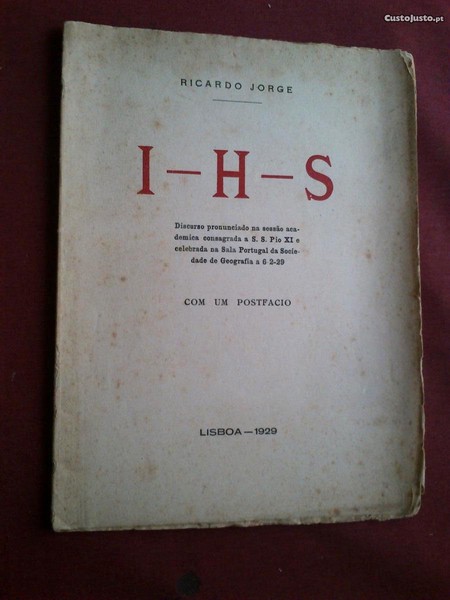 CustoJusto.pt
RICARDO JORGE
I—H—S
Discurso pronunciado na sessão aca-
demica consagrada a S. S. Pio XI e
celebrada na Sala Portugal da Socie-
dade de Geografia a 6-2-29
COM UM POSTFACIO
LISBOA—1929